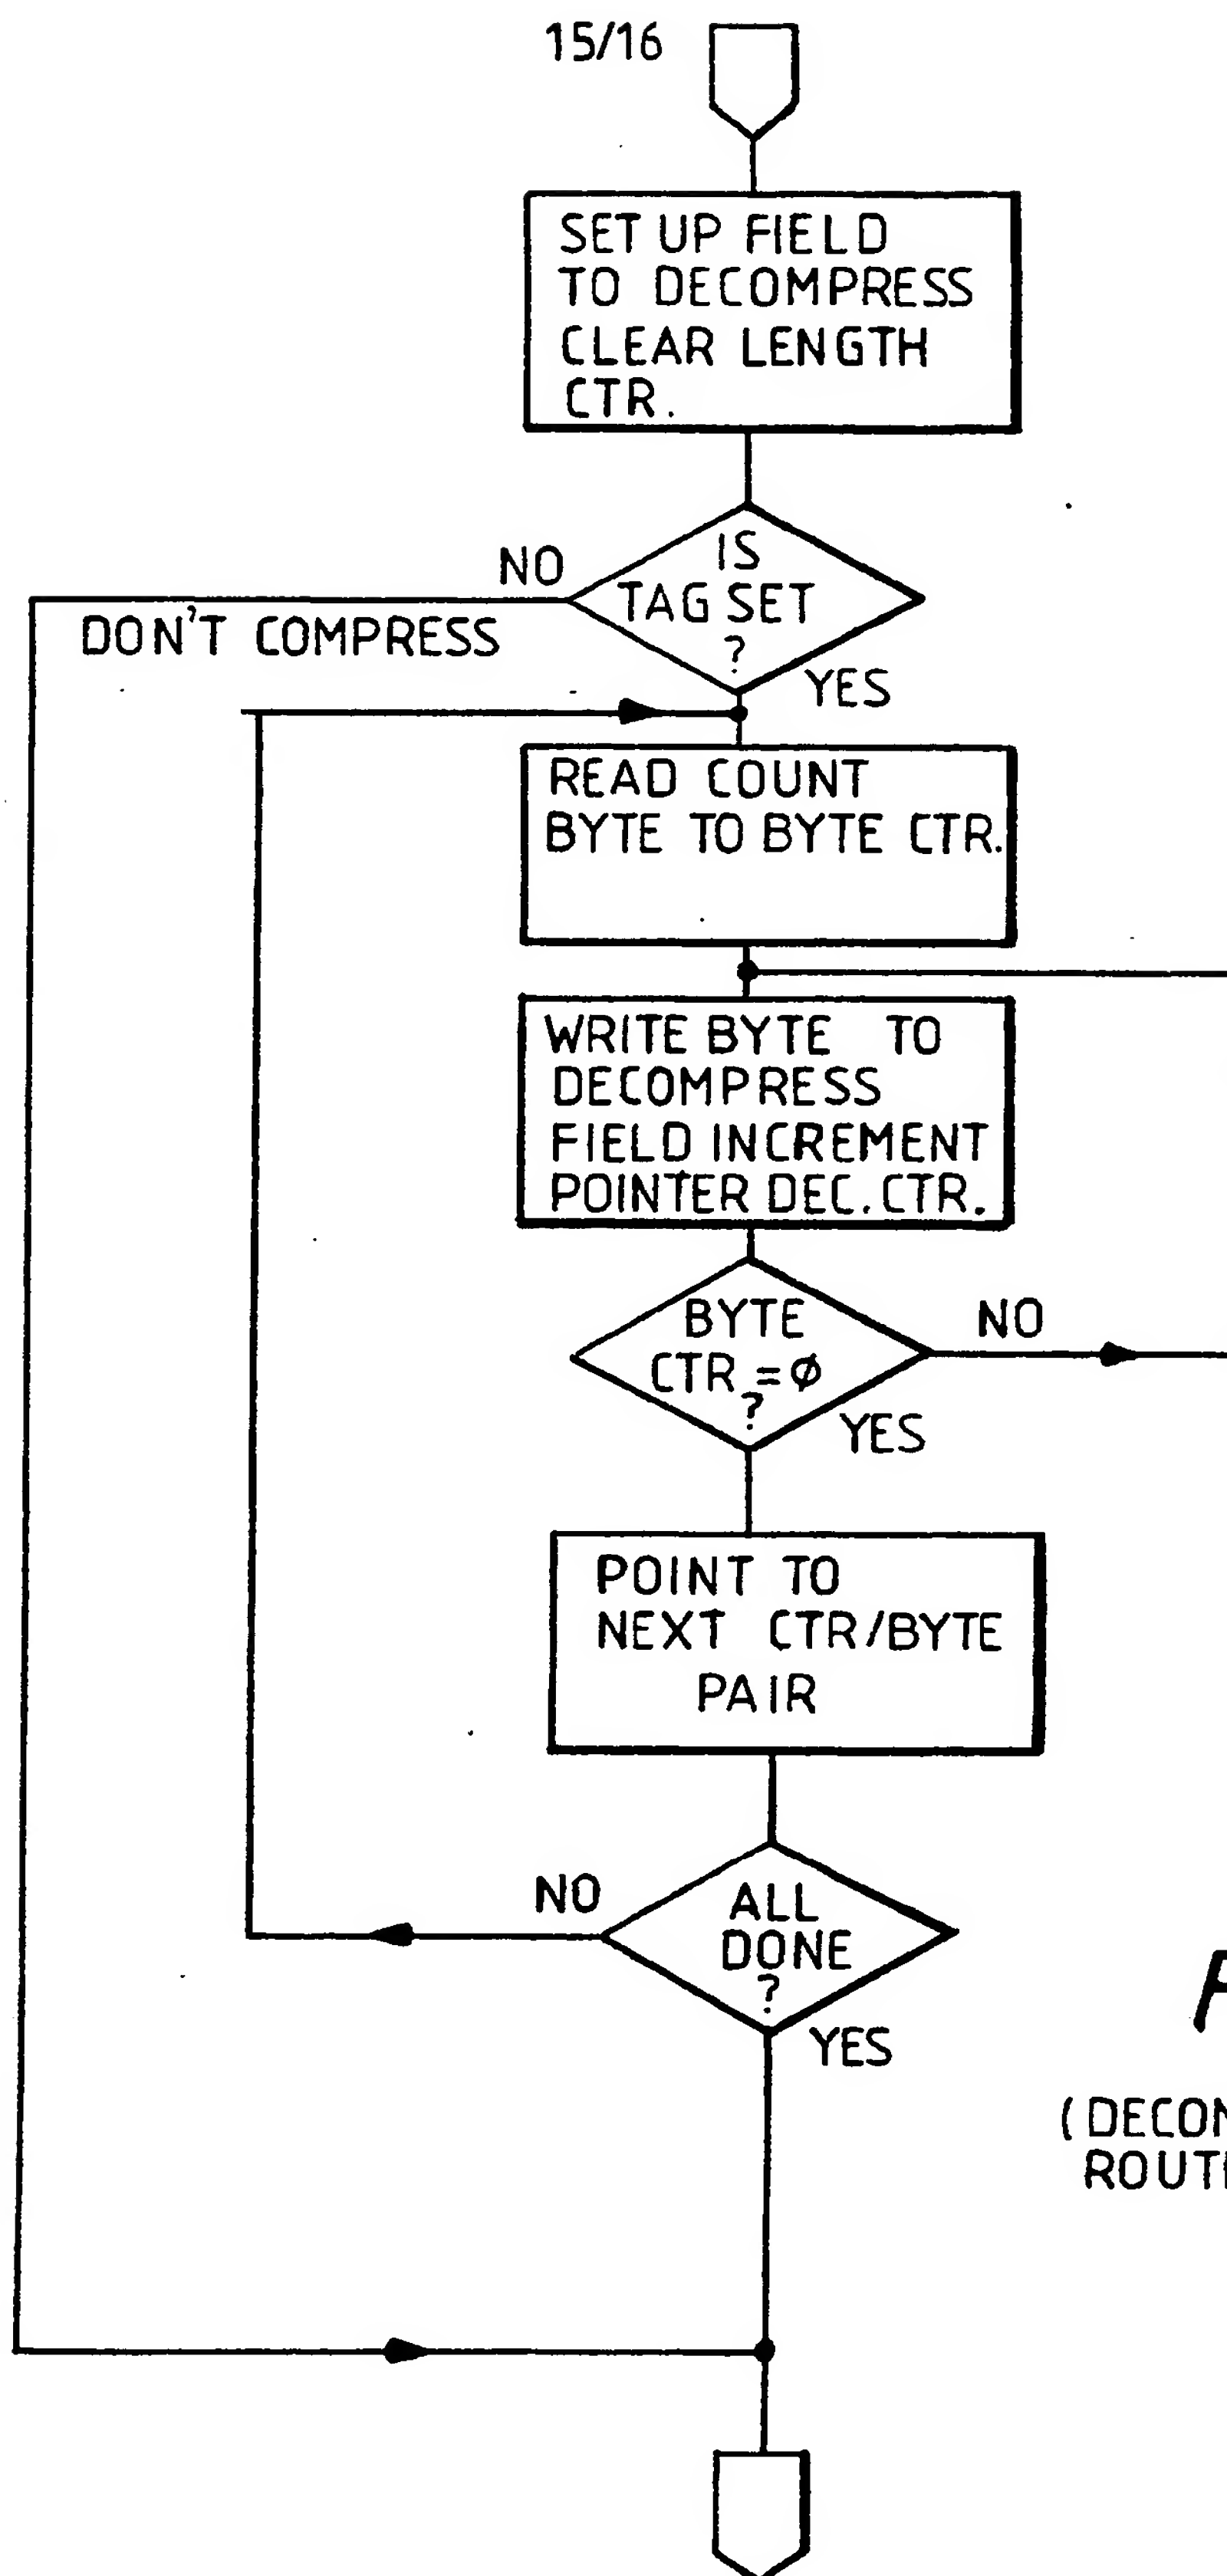 15/16
SET UP FIELD
TO DECOMPRESS
CLEAR LENGTH
CTR.
NO
IS
TAG SET
?
DON'T COMPRESS
YES
READ COUNT
BYTE TO BYTE CTR.
WRITE BYTE TO
DECOMPRESS
FIELD INCREMENT
POINTER DEC. CTR.
BYTE
CTR.=Ø
?
NO
YES
POINT TO
NEXT CTR/BYTE
PAIR
NO
ALL
DONE
?
YES